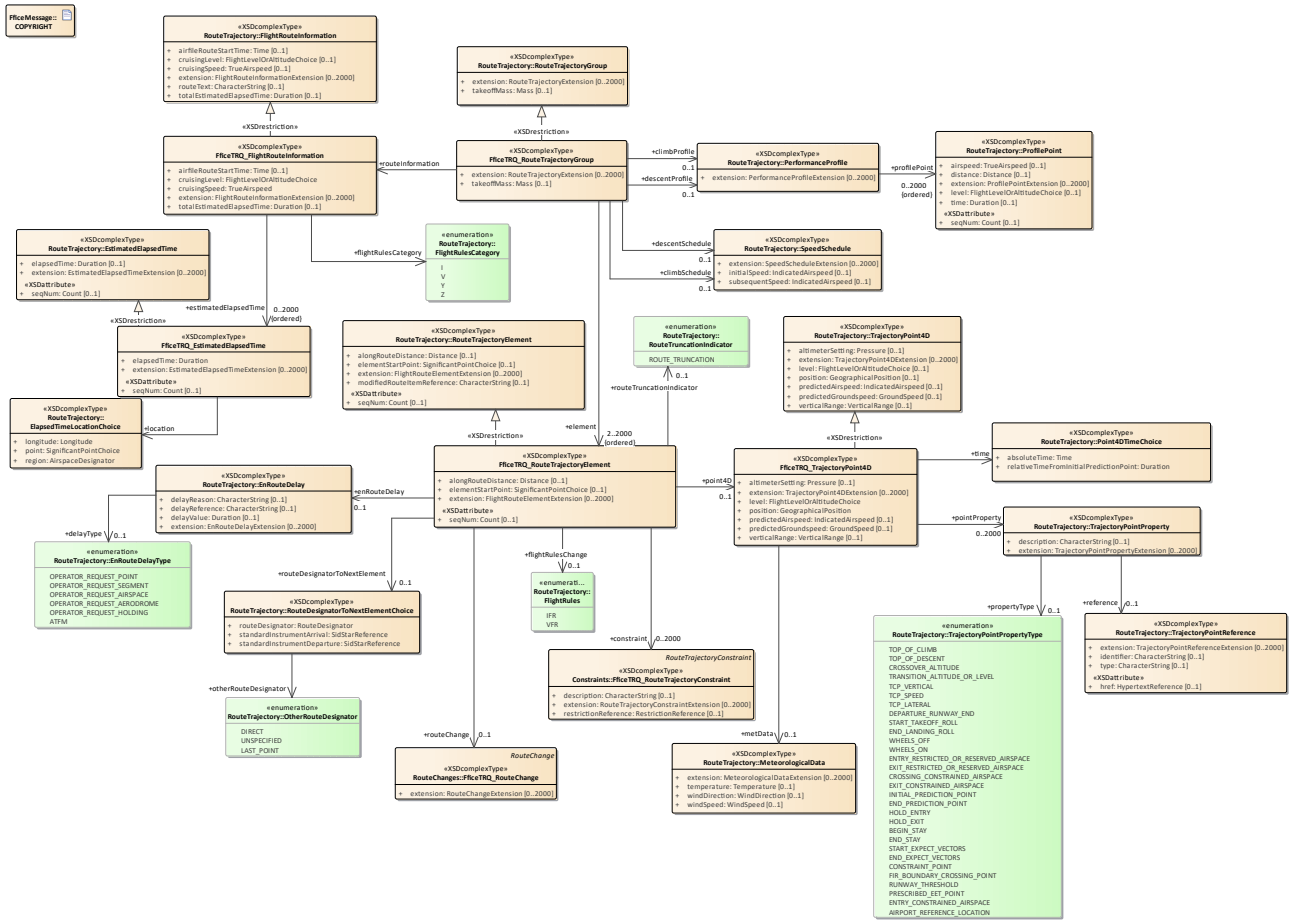 FficeMessage::
COPYRIGHT
«XSDcomplexType»
RouteTrajectory::FlightRouteInformation
+ airfileRouteStartTime: Time [0..1]
+ cruisingLevel: FlightLevelOrAltitudeChoice [0..1]
+ cruisingSpeed: TrueAirspeed [0..1]
+ extension: FlightRouteInformationExtension [0..2000]
+ routeText: CharacterString [0..1]
+ totalEstimatedElapsedTime: Duration [0..1]
«XSDcomplexType»
RouteTrajectory::RouteTrajectoryGroup
+ extension: RouteTrajectoryExtension [0..2000]
+ takeoffMass: Mass [0..1]
«XSDrestriction»
«XSDrestriction»
«XSDcomplexType»
FficeTRQ_FlightRouteInformation
+ airfileRouteStartTime: Time [0..1]
+ cruisingLevel: FlightLevelOrAltitudeChoice
+ cruisingSpeed: TrueAirspeed
+ extension: FlightRouteInformationExtension [0..2000]
+ totalEstimatedElapsedTime: Duration [0..1]
+routeInformation
«XSDcomplexType»
FficeTRQ_RouteTrajectoryGroup
+ extension: RouteTrajectoryExtension [0..2000]
+ takeoffMass: Mass [0..1]
+climbProfile
0..1
+descentProfile
0..1
«XSDcomplexType»
RouteTrajectory::PerformanceProfile
+ extension: PerformanceProfileExtension [0..2000]
+profilePoint
0..2000
{ordered}
«XSDcomplexType»
RouteTrajectory::ProfilePoint
+ airspeed: TrueAirspeed [0..1]
+ distance: Distance [0..1]
+ extension: ProfilePointExtension [0..2000]
+ level: FlightLevelOrAltitudeChoice [0..1]
+ time: Duration [0..1]
«XSDattribute»
+ seqNum: Count [0..1]
«XSDcomplexType»
RouteTrajectory::EstimatedElapsedTime
+ elapsedTime: Duration [0..1]
+ extension: EstimatedElapsedTimeExtension [0..2000]
«XSDattribute»
+ seqNum: Count [0..1]
+flightRulesCategory
«enumeration»
RouteTrajectory::
FlightRulesCategory
I
V
Y
Z
+descentSchedule
0..1
+climbSchedule
0..1
«XSDcomplexType»
RouteTrajectory::SpeedSchedule
+ extension: SpeedScheduleExtension [0..2000]
+ initialSpeed: IndicatedAirspeed [0..1]
+ subsequentSpeed: IndicatedAirspeed [0..1]
+estimatedElapsedTime
0..2000
{ordered}
«XSDrestriction»
«XSDcomplexType»
FficeTRQ_EstimatedElapsedTime
+ elapsedTime: Duration
+ extension: EstimatedElapsedTimeExtension [0..2000]
«XSDattribute»
+ seqNum: Count [0..1]
«XSDcomplexType»
RouteTrajectory::RouteTrajectoryElement
+ alongRouteDistance: Distance [0..1]
+ elementStartPoint: SignificantPointChoice [0..1]
+ extension: FlightRouteElementExtension [0..2000]
+ modifiedRouteItemReference: CharacterString [0..1]
«XSDattribute»
+ seqNum: Count [0..1]
«enumeration»
RouteTrajectory::
RouteTruncationIndicator
ROUTE_TRUNCATION
0..1
+routeTruncationIndicator
«XSDcomplexType»
RouteTrajectory::TrajectoryPoint4D
+ altimeterSetting: Pressure [0..1]
+ extension: TrajectoryPoint4DExtension [0..2000]
+ level: FlightLevelOrAltitudeChoice [0..1]
+ position: GeographicalPosition [0..1]
+ predictedAirspeed: IndicatedAirspeed [0..1]
+ predictedGroundspeed: GroundSpeed [0..1]
+ verticalRange: VerticalRange [0..1]
«XSDcomplexType»
RouteTrajectory::
ElapsedTimeLocationChoice
+ longitude: Longitude
+ point: SignificantPointChoice
+ region: AirspaceDesignator
+location
«XSDrestriction»
+element
2..2000
{ordered}
«XSDrestriction»
«XSDcomplexType»
FficeTRQ_RouteTrajectoryElement
+ alongRouteDistance: Distance [0..1]
+ elementStartPoint: SignificantPointChoice [0..1]
+ extension: FlightRouteElementExtension [0..2000]
«XSDattribute»
+ seqNum: Count [0..1]
+point4D
0..1
«XSDcomplexType»
FficeTRQ_TrajectoryPoint4D
+ altimeterSetting: Pressure [0..1]
+ extension: TrajectoryPoint4DExtension [0..2000]
+ level: FlightLevelOrAltitudeChoice
+ position: GeographicalPosition
+ predictedAirspeed: IndicatedAirspeed [0..1]
+ predictedGroundspeed: GroundSpeed [0..1]
+ verticalRange: VerticalRange [0..1]
+time
«XSDcomplexType»
RouteTrajectory::Point4DTimeChoice
+ absoluteTime: Time
+ relativeTimeFromInitialPredictionPoint: Duration
+pointProperty
0..2000
«XSDcomplexType»
RouteTrajectory::TrajectoryPointProperty
+ description: CharacterString [0..1]
+ extension: TrajectoryPointPropertyExtension [0..2000]
«XSDcomplexType»
RouteTrajectory::EnRouteDelay
+ delayReason: CharacterString [0..1]
+ delayReference: CharacterString [0..1]
+ delayValue: Duration [0..1]
+ extension: EnRouteDelayExtension [0..2000]
+enRouteDelay
0..1
+delayType
0..1
«enumeration»
RouteTrajectory::EnRouteDelayType
OPERATOR_REQUEST_POINT
OPERATOR_REQUEST_SEGMENT
OPERATOR_REQUEST_AIRSPACE
OPERATOR_REQUEST_AERODROME
OPERATOR_REQUEST_HOLDING
ATFM
+routeDesignatorToNextElement
0..1
«XSDcomplexType»
RouteTrajectory::RouteDesignatorToNextElementChoice
+ routeDesignator: RouteDesignator
+ standardInstrumentArrival: SidStarReference
+ standardInstrumentDeparture: SidStarReference
+flightRulesChange
0..1
«enumerati...
RouteTrajectory::
FlightRules
IFR
VFR
+constraint
0..2000
RouteTrajectoryConstraint
«XSDcomplexType»
Constraints::FficeTRQ_RouteTrajectoryConstraint
+ description: CharacterString [0..1]
+ extension: RouteTrajectoryConstraintExtension [0..2000]
+ restrictionReference: RestrictionReference [0..1]
+propertyType
0..1
+reference
0..1
«enumeration»
RouteTrajectory::TrajectoryPointPropertyType
TOP_OF_CLIMB
TOP_OF_DESCENT
CROSSOVER_ALTITUDE
TRANSITION_ALTITUDE_OR_LEVEL
TCP_VERTICAL
TCP_SPEED
TCP_LATERAL
DEPARTURE_RUNWAY_END
START_TAKEOFF_ROLL
END_LANDING_ROLL
WHEELS_OFF
WHEELS_ON
ENTRY_RESTRICTED_OR_RESERVED_AIRSPACE
EXIT_RESTRICTED_OR_RESERVED_AIRSPACE
CROSSING_CONSTRAINED_AIRSPACE
EXIT_CONSTRAINED_AIRSPACE
INITIAL_PREDICTION_POINT
END_PREDICTION_POINT
HOLD_ENTRY
HOLD_EXIT
BEGIN_STAY
END_STAY
START_EXPECT_VECTORS
END_EXPECT_VECTORS
CONSTRAINT_POINT
FIR_BOUNDARY_CROSSING_POINT
RUNWAY_THRESHOLD
PRESCRIBED_EET_POINT
ENTRY_CONSTRAINED_AIRSPACE
AIRPORT_REFERENCE_LOCATION
«XSDcomplexType»
RouteTrajectory::TrajectoryPointReference
+ extension: TrajectoryPointReferenceExtension [0..2000]
+ identifier: CharacterString [0..1]
+ type: CharacterString [0..1]
«XSDattribute»
+ href: HypertextReference [0..1]
+otherRouteDesignator
«enumeration»
RouteTrajectory::OtherRouteDesignator
DIRECT
UNSPECIFIED
LAST_POINT
+routeChange
0..1
RouteChange
«XSDcomplexType»
RouteChanges::FficeTRQ_RouteChange
+ extension: RouteChangeExtension [0..2000]
+metData
0..1
«XSDcomplexType»
RouteTrajectory::MeteorologicalData
+ extension: MeteorologicalDataExtension [0..2000]
+ temperature: Temperature [0..1]
+ windDirection: WindDirection [0..1]
+ windSpeed: WindSpeed [0..1]